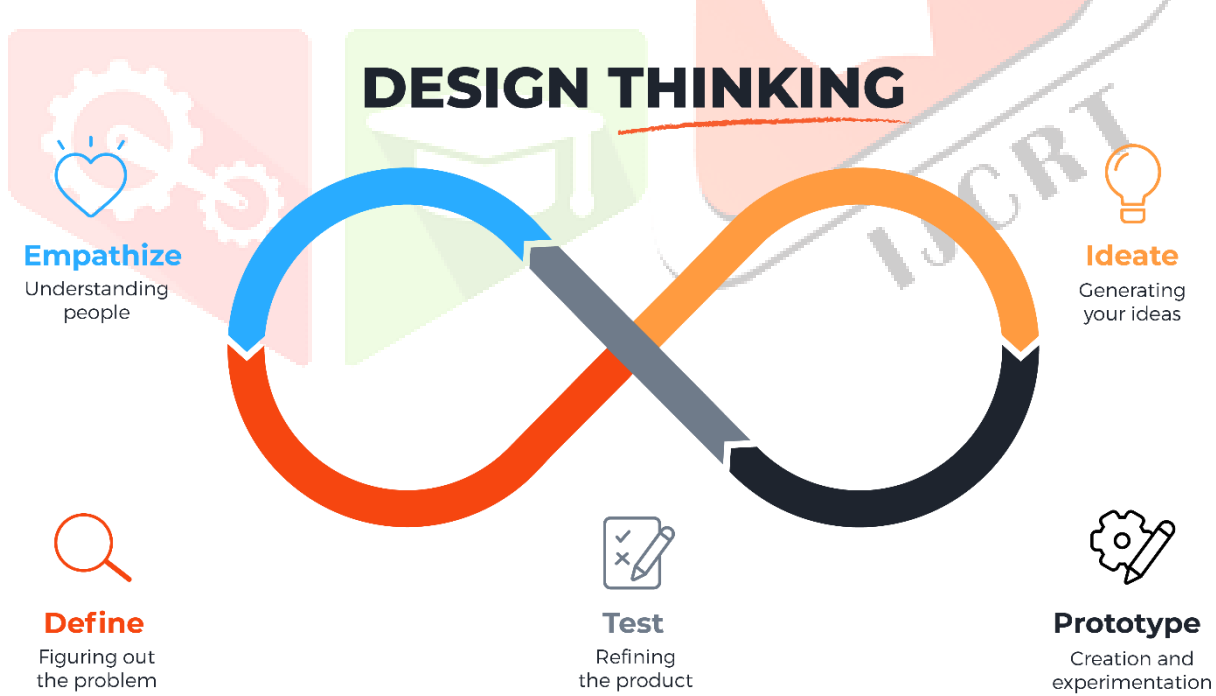 DESIGN THINKING
IJCRT
Empathize
Understanding
people
Ideate
Generating
your ideas
Define
Figuring out
the problem
Test
Refining
the product
Prototype
Creation and
experimentation